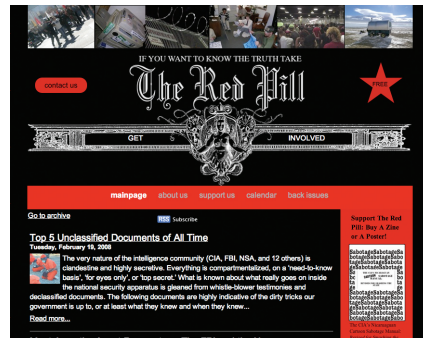 IF YOU WANT TO KNOW THE TRUTH TAKE
The Red Pill
contact us
FREE
GET & INVOLVED
mainpage about us support us calendar back issues
Go to archive
RSS Subscribe
Top 5 Unclassified Documents of All Time
Tuesday, February 19, 2008
The very nature of the intelligence community (CIA, FBI, NSA, and 12 others) is
clandestine and highly secretive. Everything is compartmentalized, on a 'need-to-know
basis', 'for eyes only', or 'top secret.' What is known about what really goes on inside
the national security apparatus is gleaned from whistle-blower testimonies and
declassified documents. The following documents are highly indicative of the dirty tricks our
government is up to, or at least what they knew and when they knew...
Read more...
Support The Red
Pill: Buy A Zine
or A Poster!
The CIA's Nicaraguan